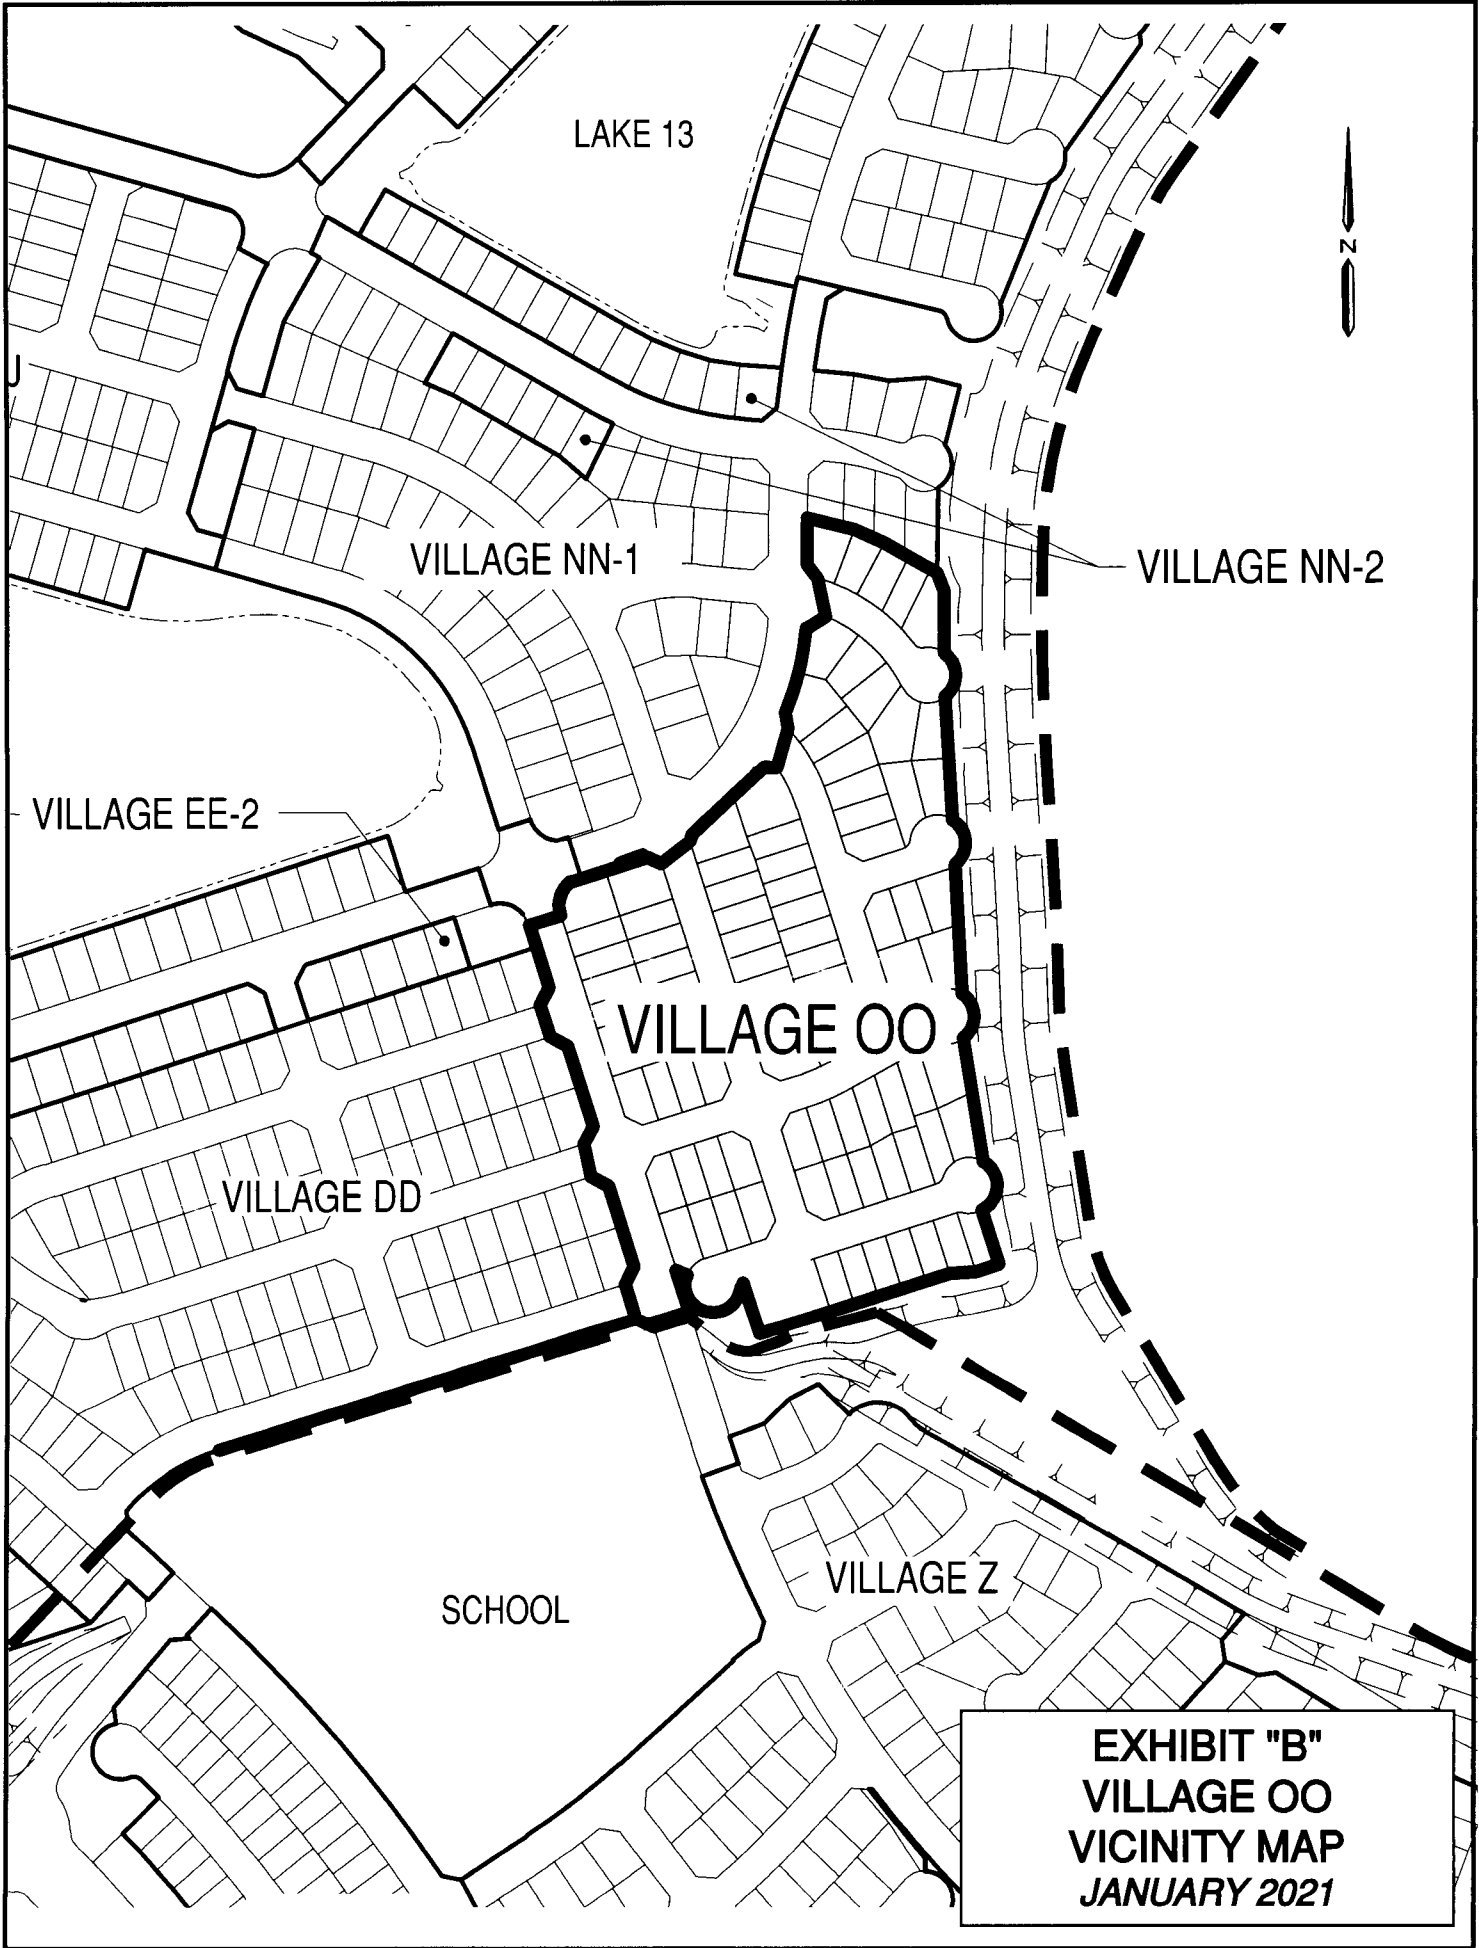 LAKE 13
N
U
VILLAGE NN-1
VILLAGE NN-2
VILLAGE EE-2
VILLAGE OO
VILLAGE DD
VILLAGE Z
SCHOOL
EXHIBIT "B"
VILLAGE OO
VICINITY MAP
JANUARY 2021